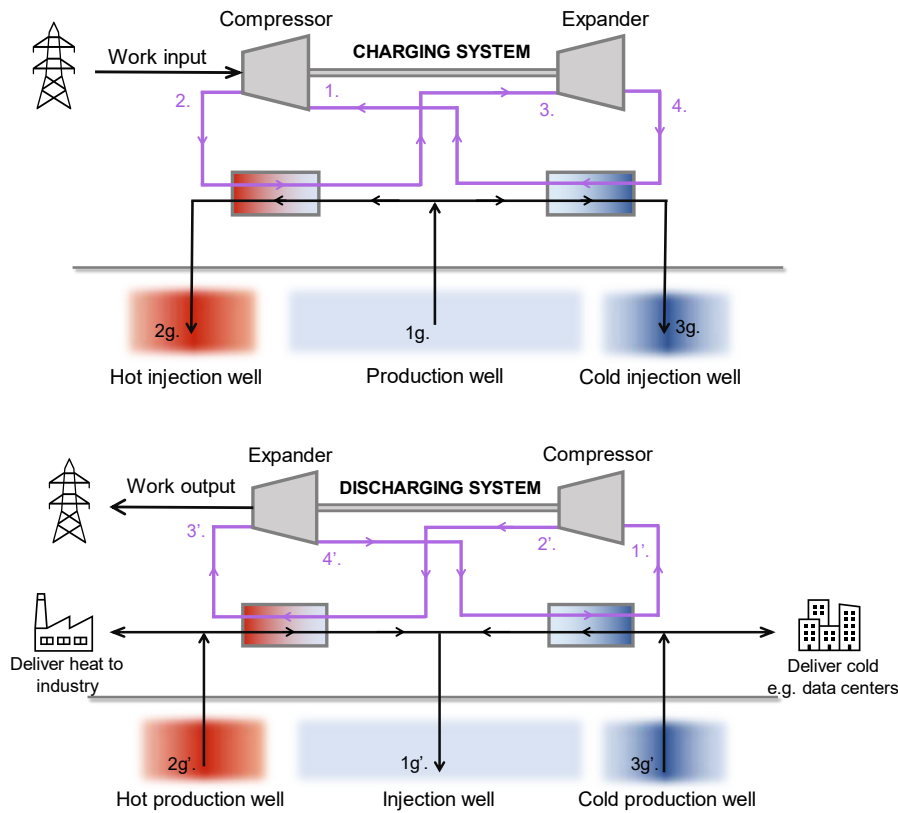 Compressor
Expander
CHARGING SYSTEM
Work input
2.
1.
3.
4.
2g.
1g.
3g.
Hot injection well
Production well
Cold injection well
Expander
Compressor
Work output
DISCHARGING SYSTEM
3’.
4’.
2’.
1’.
Deliver heat to
industry
Deliver cold
e.g. data centers
2g’.
1g’.
3g’.
Hot production well
Injection well
Cold production well